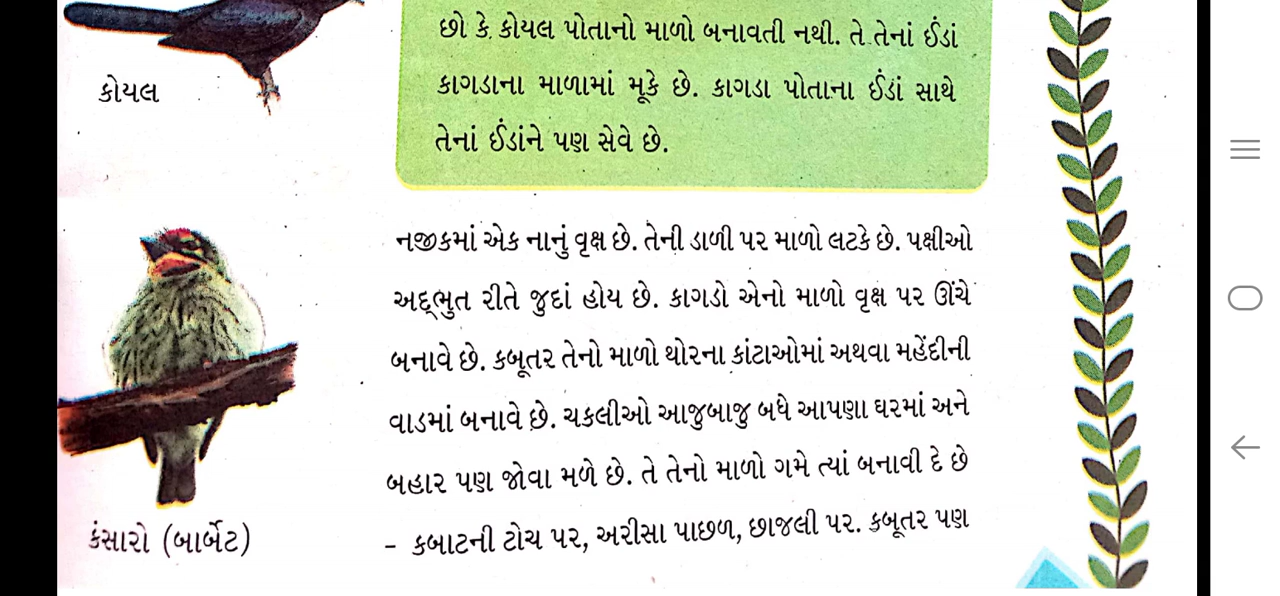 છો કે કોયલ પોતાનો માળો બનાવતી નથી. તે તેનાં ઈંડાં
કાગડાના માળામાં મૂકે છે. કાગડા પોતાના ઈંડાં સાથે
તેનાં ઈંડાંને પણ સેવે છે.
કોયલ
નજીકમાં એક નાનું વૃક્ષ છે. તેની ડાળી પર માળો લટકે છે. પક્ષીઓ
અદ્ભુત રીતે જુદાં હોય છે. કાગડો એનો માળો વૃક્ષ પર ઊંચે
બનાવે છે. કબૂતર તેનો માળો થોરના કાંટાઓમાં અથવા મહેંદીની
વાડમાં બનાવે છે. ચકલીઓ આજુબાજુ બધે આપણા ઘરમાં અને
બહાર પણ જોવા મળે છે. તે તેનો માળો ગમે ત્યાં બનાવી દે છે
- કબાટની ટોચ પર, અરીસા પાછળ, છાજલી પર. કબૂતર પણ
કંસારો (બાર્બેટ)